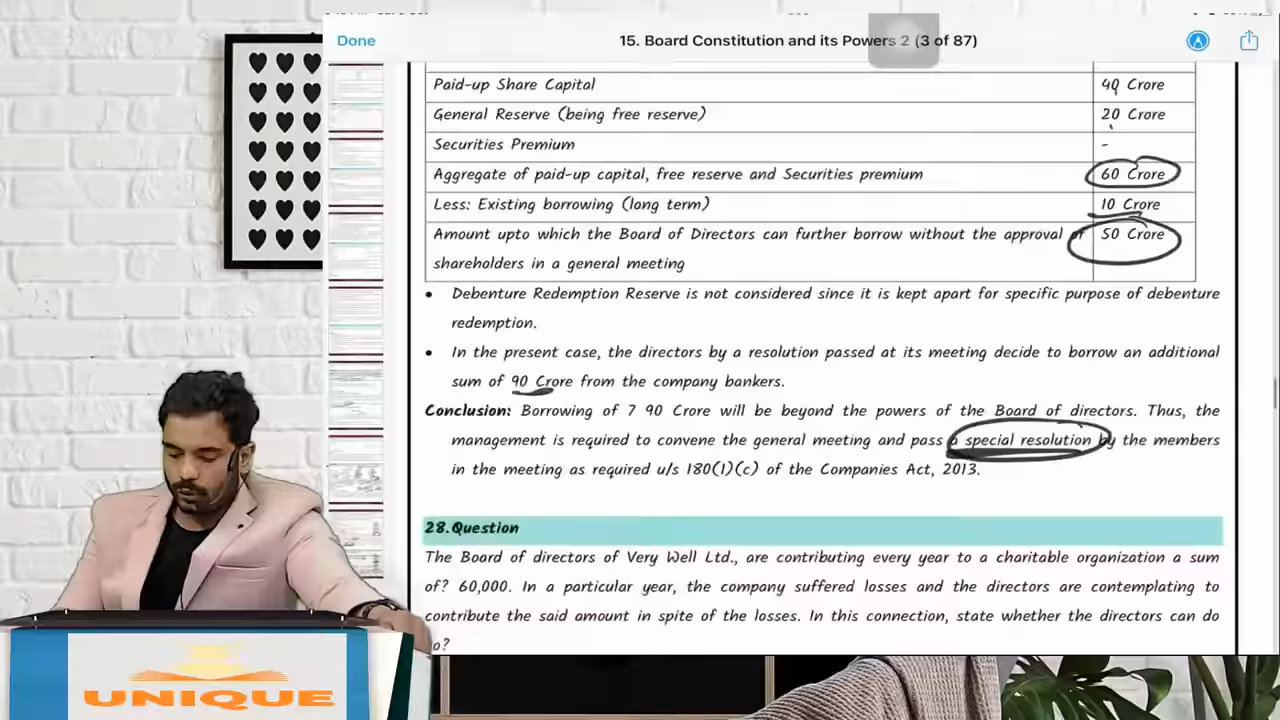 Done
15. Board Constitution and its Powers 2 (3 of 87)
Paid-up Share Capital 40 Crore
General Reserve (being free reserve) 20 Crore
Securities Premium -
Aggregate of paid-up capital, free reserve and Securities premium 60 Crore
Less: Existing borrowing (long term) 10 Crore
Amount upto which the Board of Directors can further borrow without the approval 50 Crore
shareholders in a general meeting
• Debenture Redemption Reserve is not considered since it is kept apart for specific purpose of debenture
redemption.
• In the present case, the directors by a resolution passed at its meeting decide to borrow an additional
sum of 90 Crore from the company bankers.
Conclusion: Borrowing of 7 90 Crore will be beyond the powers of the Board of directors. Thus, the
management is required to convene the general meeting and pass a special resolution by the members
in the meeting as required u/s 180(1)(c) of the Companies Act, 2013.
28.Question
The Board of directors of Very Well Ltd., are contributing every year to a charitable organization a sum
of? 60,000. In a particular year, the company suffered losses and the directors are contemplating to
contribute the said amount in spite of the losses. In this connection, state whether the directors can do
o?
UNIQUE